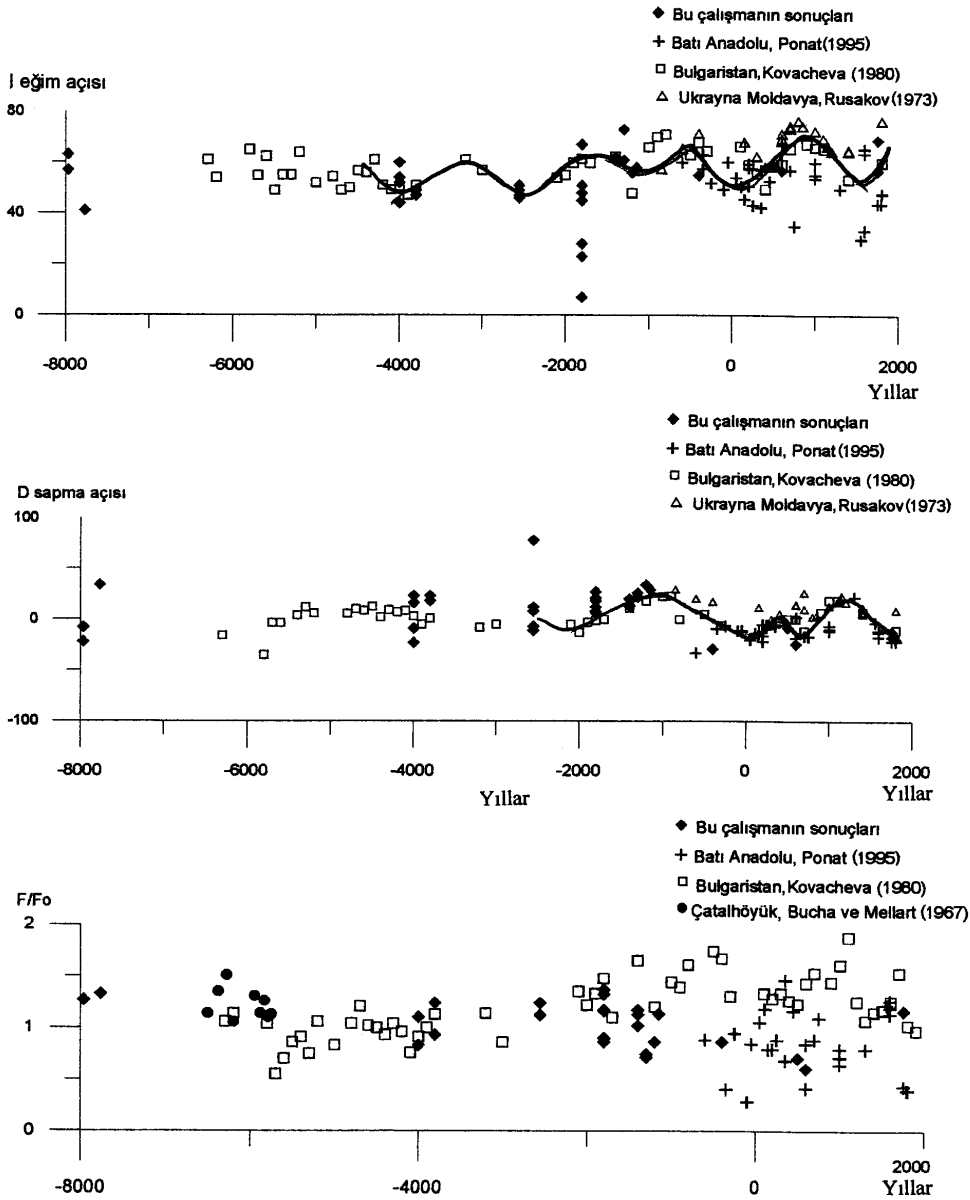 ◆ Bu çalışmanın sonuçları
+ Batı Anadolu, Ponat(1995)
□ Bulgaristan,Kovacheva (1980)
△ Ukrayna Moldavya, Rusakov(1973)
I eğim açısı
80
40
0
-8000 -6000 -4000 -2000 0 2000
Yıllar
◆ Bu çalışmanın sonuçları
+ Batı Anadolu, Ponat(1995)
□ Bulgaristan,Kovacheva (1980)
△ Ukrayna Moldavya, Rusakov(1973)
D sapma açısı
100
0
-100
-8000 -6000 -4000 -2000 0 2000
Yıllar Yıllar
◆ Bu çalışmanın sonuçları
+ Batı Anadolu, Ponat (1995)
□ Bulgaristan,Kovacheva (1980)
● Çatalhöyük, Bucha ve Mellart (1967)
F/Fo
2
1
0
-8000 -4000 0 2000
Yıllar